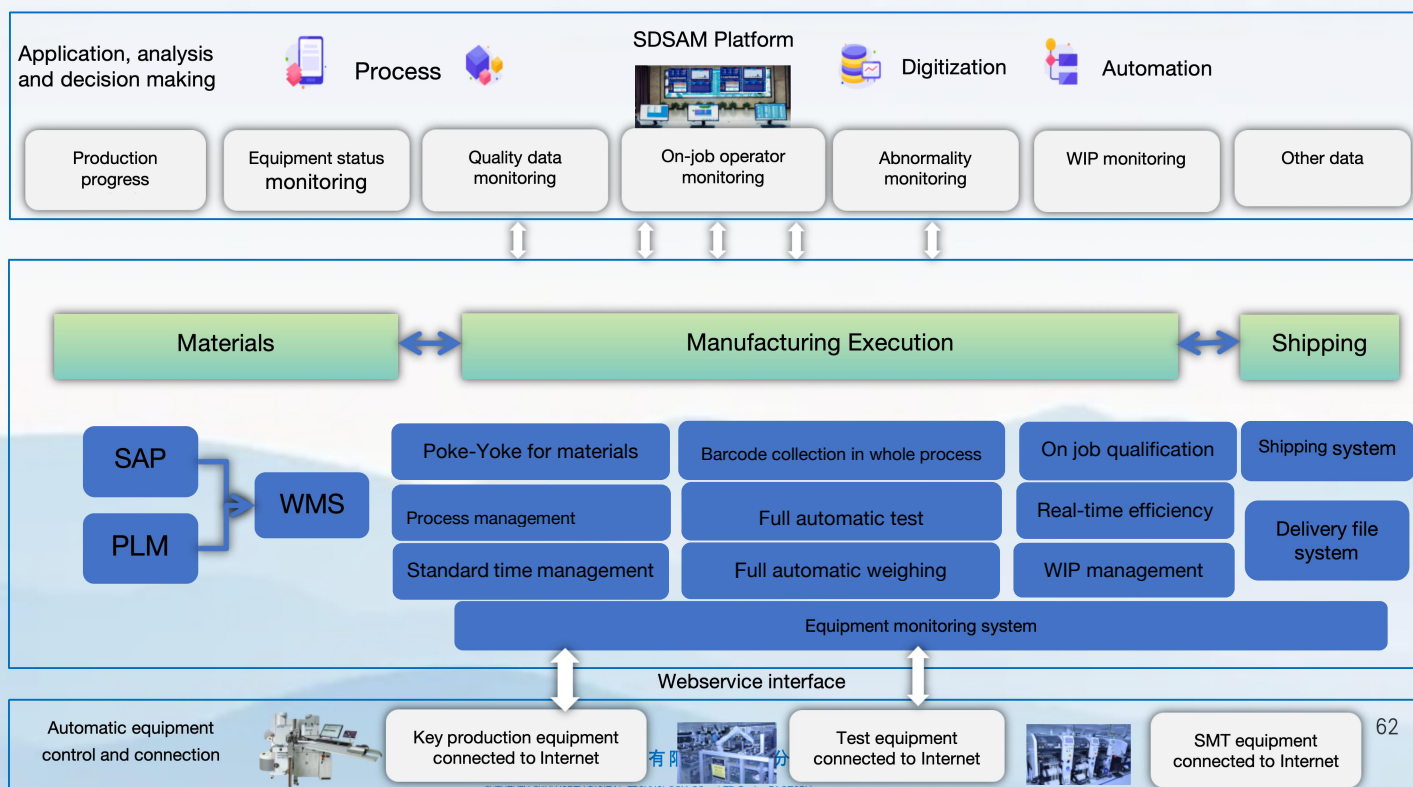 SDSAM Platform
Application, analysis
and decision making
Process
Digitization
Automation
Production
progress
Equipment status
monitoring
Quality data
monitoring
On-job operator
monitoring
Abnormality
monitoring
WIP monitoring
Other data
Materials
Manufacturing Execution
Shipping
SAP
PLM
WMS
Poke-Yoke for materials
Barcode collection in whole process
On job qualification
Shipping system
Process management
Full automatic test
Real-time efficiency
Delivery file
system
Standard time management
Full automatic weighing
WIP management
Equipment monitoring system
Webservice interface
Automatic equipment
control and connection
Key production equipment
connected to Internet
有
分
Test equipment
connected to Internet
SMT equipment
connected to Internet
62